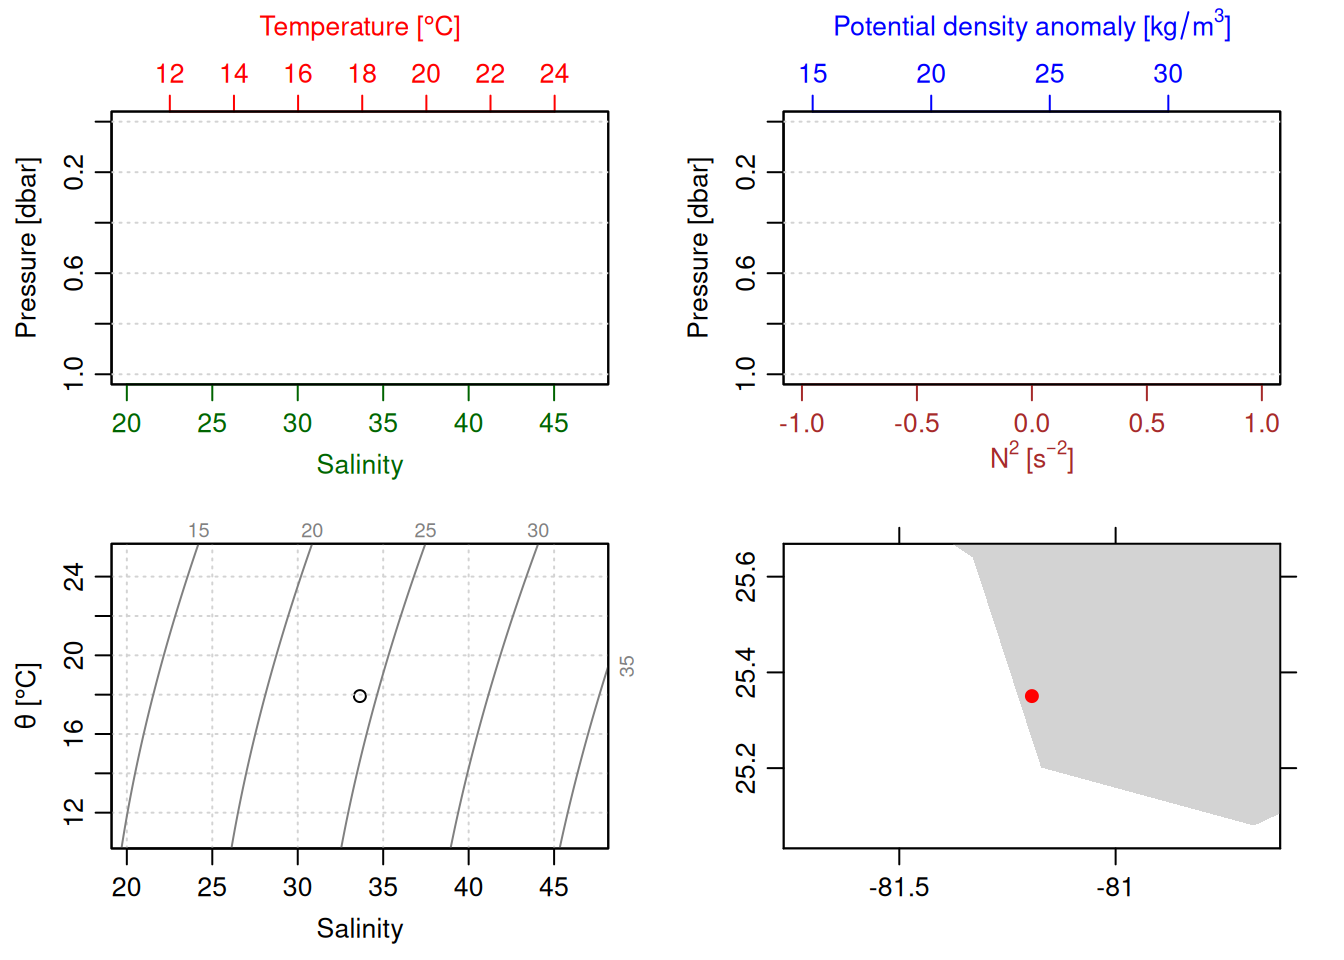 Temperature [°C]
12 14 16 18 20 22 24
Pressure [dbar]
0.2
0.6
1.0
20 25 30 35 40 45
Salinity
Potential density anomaly [kg/m³]
15 20 25 30
Pressure [dbar]
0.2
0.6
1.0
-1.0 -0.5 0.0 0.5 1.0
N² [s⁻²]
15 20 25 30
35
θ [°C]
24
20
16
12
20 25 30 35 40 45
Salinity
25.6
25.4
25.2
-81.5 -81